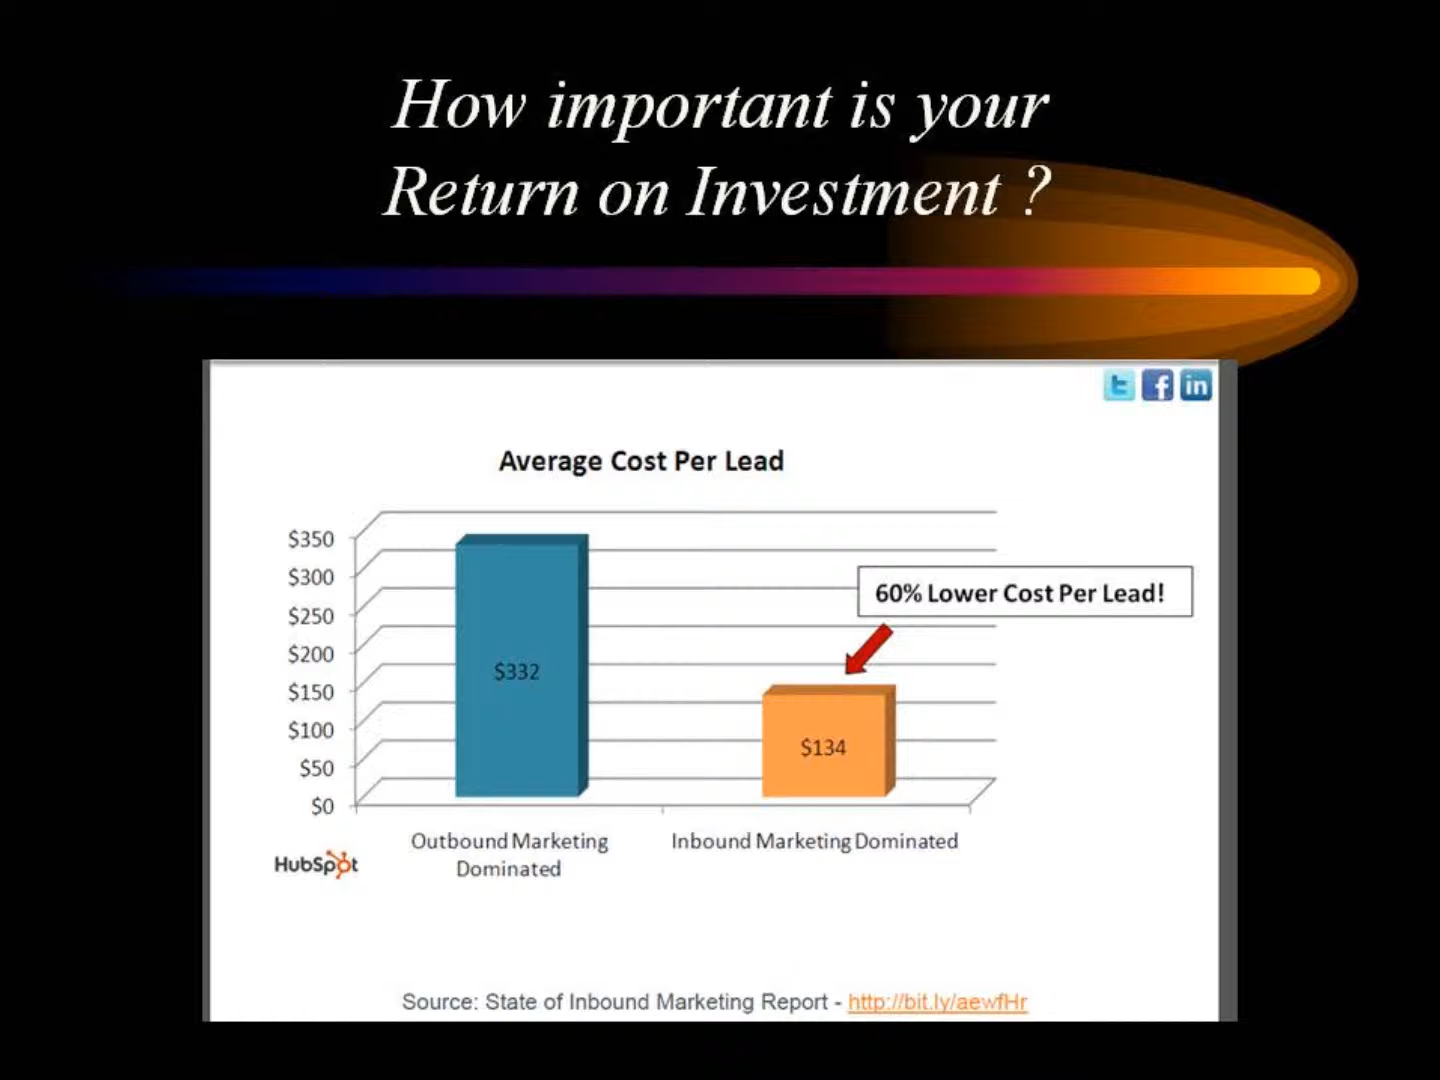 How important is your
Return on Investment ?
Average Cost Per Lead
$350
$300
$250
$200
$150
$100
$50
$0
$332
$134
60% Lower Cost Per Lead!
Outbound Marketing
Dominated
Inbound Marketing Dominated
HubSpot
Source: State of Inbound Marketing Report - http://bit.ly/aewfHr